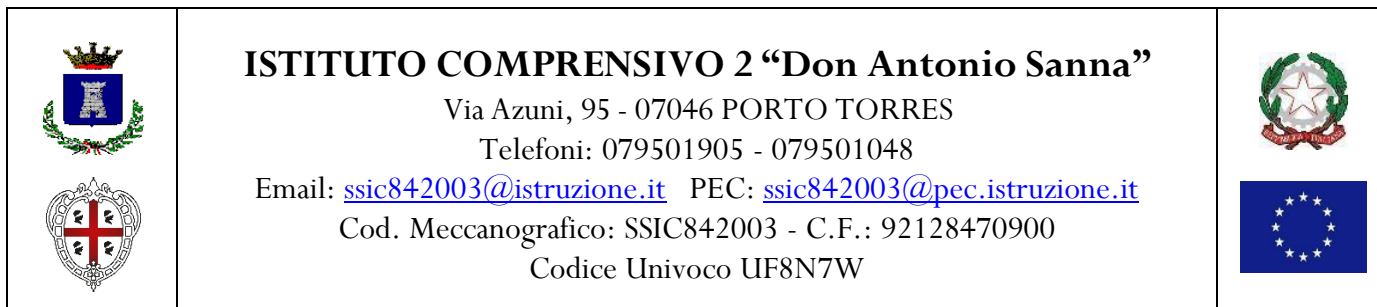 ISTITUTO COMPRENSIVO 2 “Don Antonio Sanna”
Via Azuni, 95 - 07046 PORTO TORRES
Telefoni: 079501905 - 079501048
Email: ssic842003@istruzione.it PEC: ssic842003@pec.istruzione.it
Cod. Meccanografico: SSIC842003 - C.F.: 92128470900
Codice Univoco UF8N7W